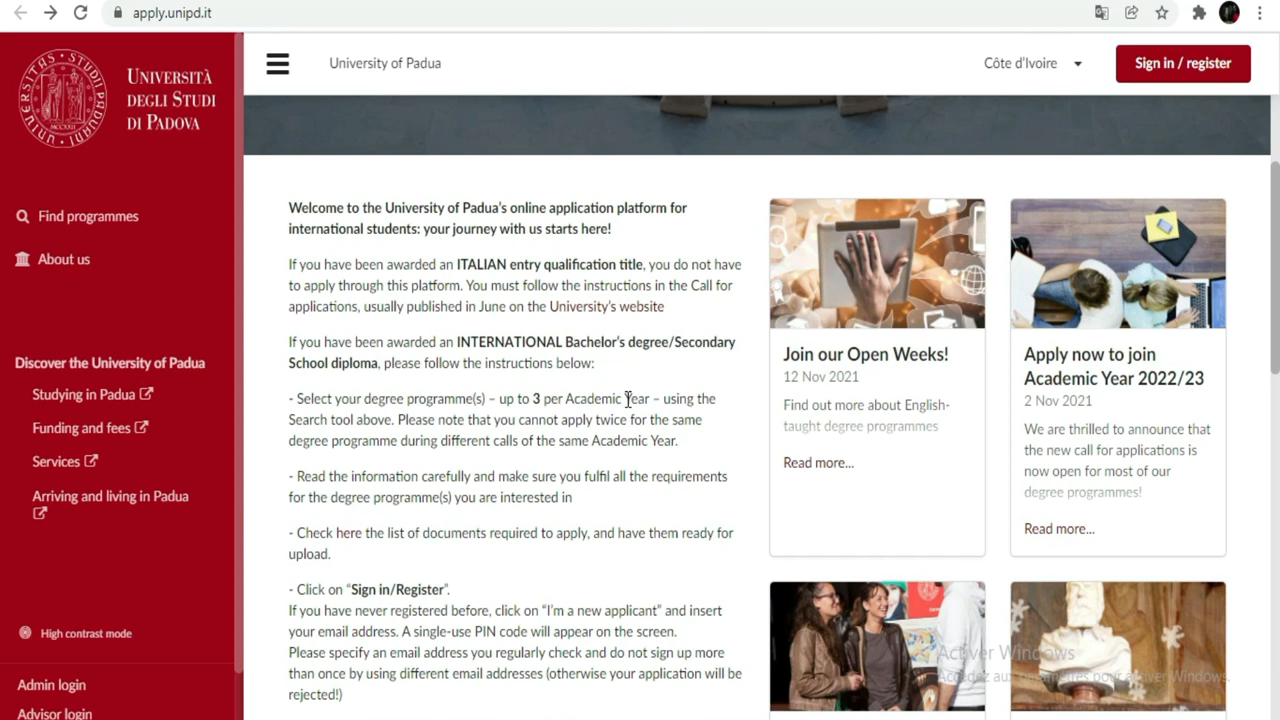 apply.unipd.it
UNIVERSITÀ
DEGLI STUDI
DI PADOVA
Find programmes
About us
Discover the University of Padua
Studying in Padua
Funding and fees
Services
Arriving and living in Padua
High contrast mode
Admin login
Advisor login
University of Padua
Côte d'Ivoire
Sign in / register
Welcome to the University of Padua's online application platform for
international students: your journey with us starts here!
If you have been awarded an ITALIAN entry qualification title, you do not have
to apply through this platform. You must follow the instructions in the Call for
applications, usually published in June on the University's website
If you have been awarded an INTERNATIONAL Bachelor's degree/Secondary
School diploma, please follow the instructions below:
- Select your degree programme(s) – up to 3 per Academic Year – using the
Search tool above. Please note that you cannot apply twice for the same
degree programme during different calls of the same Academic Year.
- Read the information carefully and make sure you fulfil all the requirements
for the degree programme(s) you are interested in
- Check here the list of documents required to apply, and have them ready for
upload.
- Click on “Sign in/Register”.
If you have never registered before, click on “I'm a new applicant” and insert
your email address. A single-use PIN code will appear on the screen.
Please specify an email address you regularly check and do not sign up more
than once by using different email addresses (otherwise your application will be
rejected!)
Join our Open Weeks!
12 Nov 2021
Find out more about English-
taught degree programmes
Read more...
Apply now to join
Academic Year 2022/23
2 Nov 2021
We are thrilled to announce that
the new call for applications is
now open for most of our
degree programmes!
Read more...
Activer Windows
Accédez aux paramètres pour activer Windows.